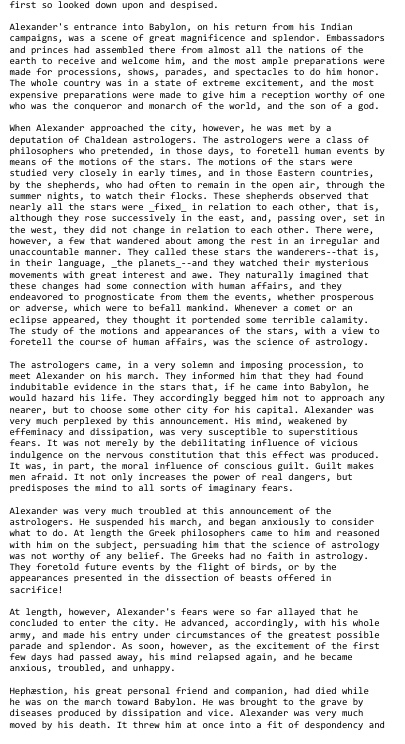 first so looked down upon and despised.
Alexander's entrance into Babylon, on his return from his Indian
campaigns, was a scene of great magnificence and splendor. Embassadors
and princes had assembled there from almost all the nations of the
earth to receive and welcome him, and the most ample preparations were
made for processions, shows, parades, and spectacles to do him honor.
The whole country was in a state of extreme excitement, and the most
expensive preparations were made to give him a reception worthy of one
who was the conqueror and monarch of the world, and the son of a god.
When Alexander approached the city, however, he was met by a
deputation of Chaldean astrologers. The astrologers were a class of
philosophers who pretended, in those days, to foretell human events by
means of the motions of the stars. The motions of the stars were
studied very closely in early times, and in those Eastern countries,
by the shepherds, who had often to remain in the open air, through the
summer nights, to watch their flocks. These shepherds observed that
nearly all the stars were _fixed_ in relation to each other, that is,
although they rose successively in the east, and, passing over, set in
the west, they did not change in relation to each other. There were,
however, a few that wandered about among the rest in an irregular and
unaccountable manner. They called these stars the wanderers--that is,
in their language, _the planets_--and they watched their mysterious
movements with great interest and awe. They naturally imagined that
these changes had some connection with human affairs, and they
endeavored to prognosticate from them the events, whether prosperous
or adverse, which were to befall mankind. Whenever a comet or an
eclipse appeared, they thought it portended some terrible calamity.
The study of the motions and appearances of the stars, with a view to
foretell the course of human affairs, was the science of astrology.
The astrologers came, in a very solemn and imposing procession, to
meet Alexander on his march. They informed him that they had found
indubitable evidence in the stars that, if he came into Babylon, he
would hazard his life. They accordingly begged him not to approach any
nearer, but to choose some other city for his capital. Alexander was
very much perplexed by this announcement. His mind, weakened by
effeminacy and dissipation, was very susceptible to superstitious
fears. It was not merely by the debilitating influence of vicious
indulgence on the nervous constitution that this effect was produced.
It was, in part, the moral influence of conscious guilt. Guilt makes
men afraid. It not only increases the power of real dangers, but
predisposes the mind to all sorts of imaginary fears.
Alexander was very much troubled at this announcement of the
astrologers. He suspended his march, and began anxiously to consider
what to do. At length the Greek philosophers came to him and reasoned
with him on the subject, persuading him that the science of astrology
was not worthy of any belief. The Greeks had no faith in astrology.
They foretold future events by the flight of birds, or by the
appearances presented in the dissection of beasts offered in
sacrifice!
At length, however, Alexander's fears were so far allayed that he
concluded to enter the city. He advanced, accordingly, with his whole
army, and made his entry under circumstances of the greatest possible
parade and splendor. As soon, however, as the excitement of the first
few days had passed away, his mind relapsed again, and he became
anxious, troubled, and unhappy.
Hephæstion, his great personal friend and companion, had died while
he was on the march toward Babylon. He was brought to the grave by
diseases produced by dissipation and vice. Alexander was very much
moved by his death. It threw him at once into a fit of despondency and